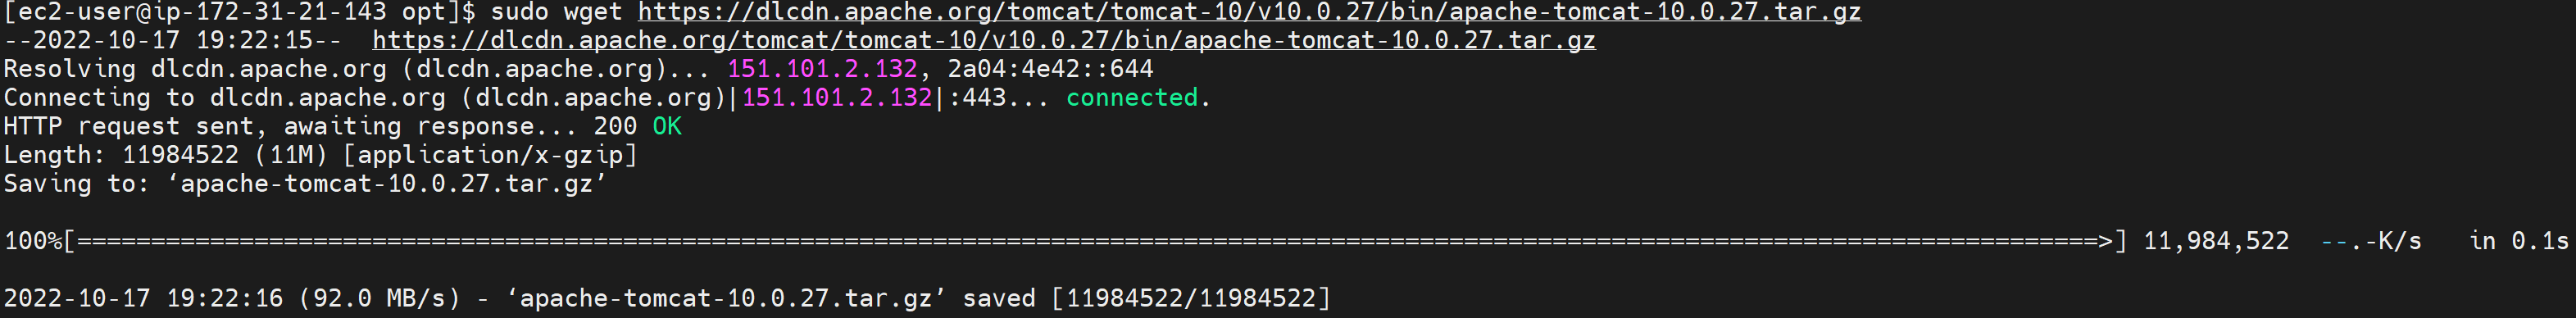 [ec2-user@ip-172-31-21-143 opt]$ sudo wget https://dlcdn.apache.org/tomcat/tomcat-10/v10.0.27/bin/apache-tomcat-10.0.27.tar.gz
--2022-10-17 19:22:15--  https://dlcdn.apache.org/tomcat/tomcat-10/v10.0.27/bin/apache-tomcat-10.0.27.tar.gz
Resolving dlcdn.apache.org (dlcdn.apache.org)... 151.101.2.132, 2a04:4e42::644
Connecting to dlcdn.apache.org (dlcdn.apache.org)|151.101.2.132|:443... connected.
HTTP request sent, awaiting response... 200 OK
Length: 11984522 (11M) [application/x-gzip]
Saving to: ‘apache-tomcat-10.0.27.tar.gz’
100%[=========================================================================================================================================>] 11,984,522  --.-K/s   in 0.1s
2022-10-17 19:22:16 (92.0 MB/s) - ‘apache-tomcat-10.0.27.tar.gz’ saved [11984522/11984522]